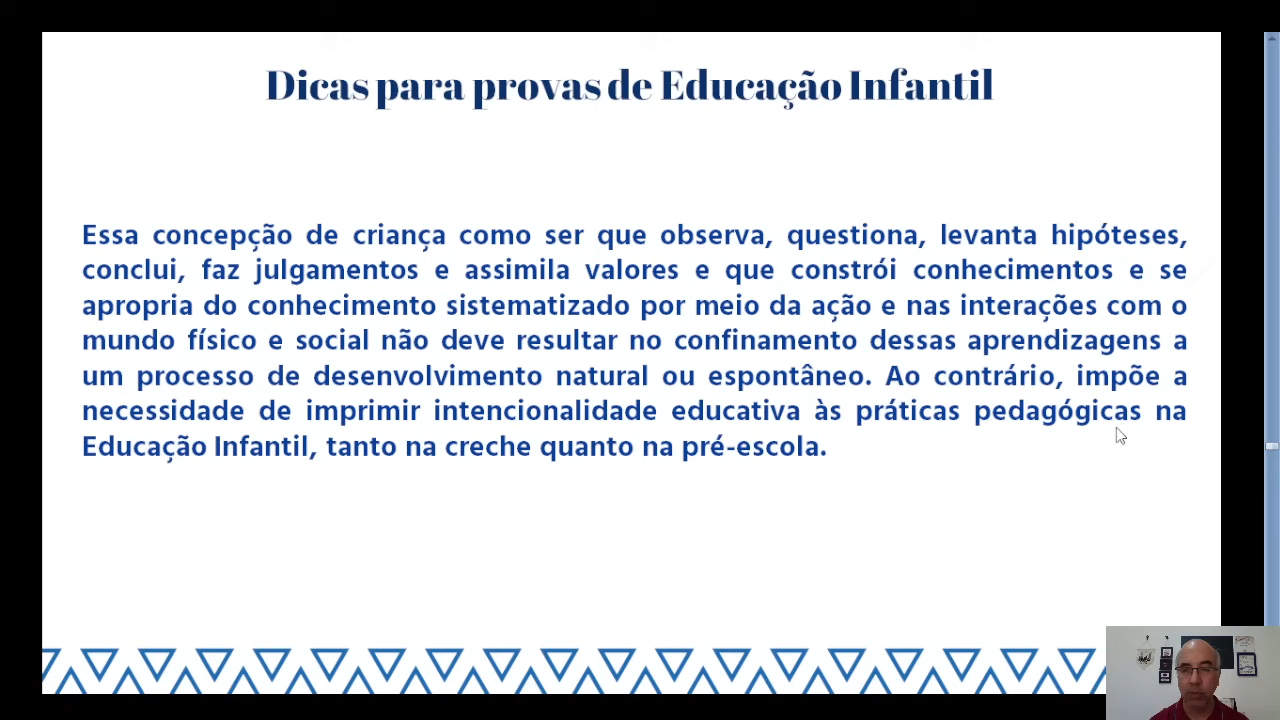 Dicas para provas de Educação Infantil
Essa concepção de criança como ser que observa, questiona, levanta hipóteses,
conclui, faz julgamentos e assimila valores e que constrói conhecimentos e se
apropria do conhecimento sistematizado por meio da ação e nas interações com o
mundo físico e social não deve resultar no confinamento dessas aprendizagens a
um processo de desenvolvimento natural ou espontâneo. Ao contrário, impõe a
necessidade de imprimir intencionalidade educativa às práticas pedagógicas na
Educação Infantil, tanto na creche quanto na pré-escola.